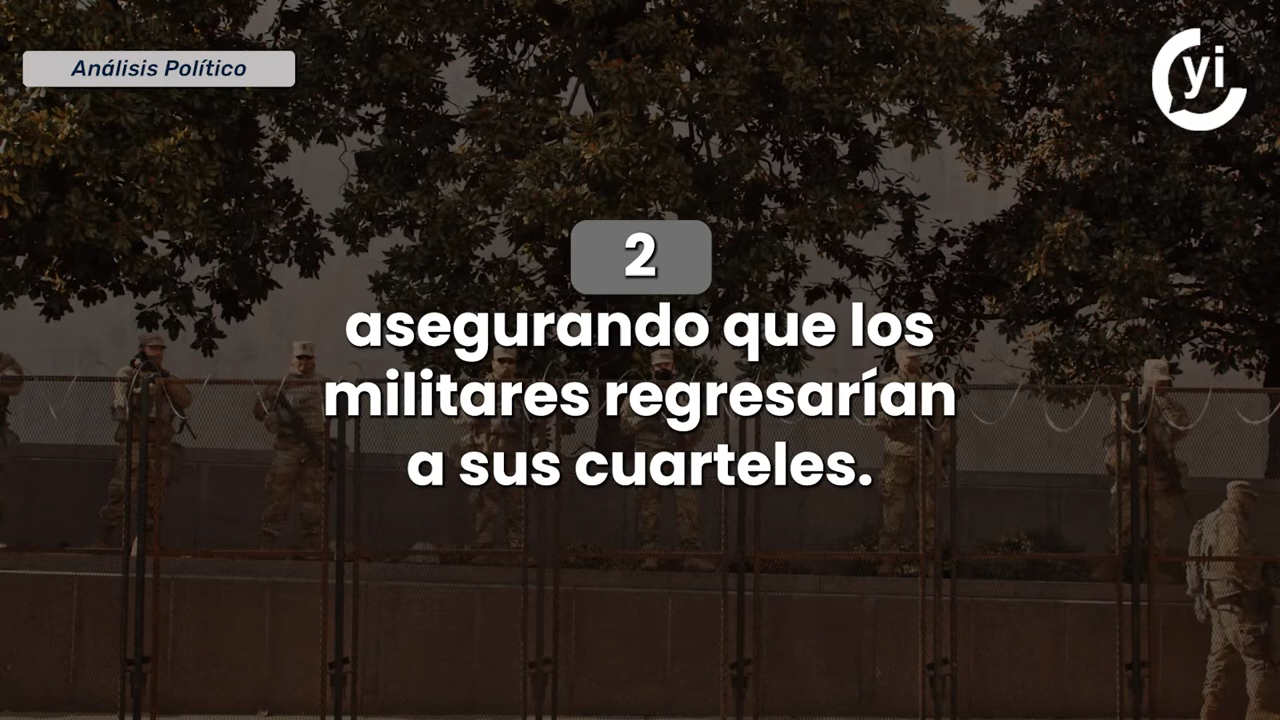 Análisis Político
yi
2
asegurando que los
militares regresarían
a sus cuarteles.